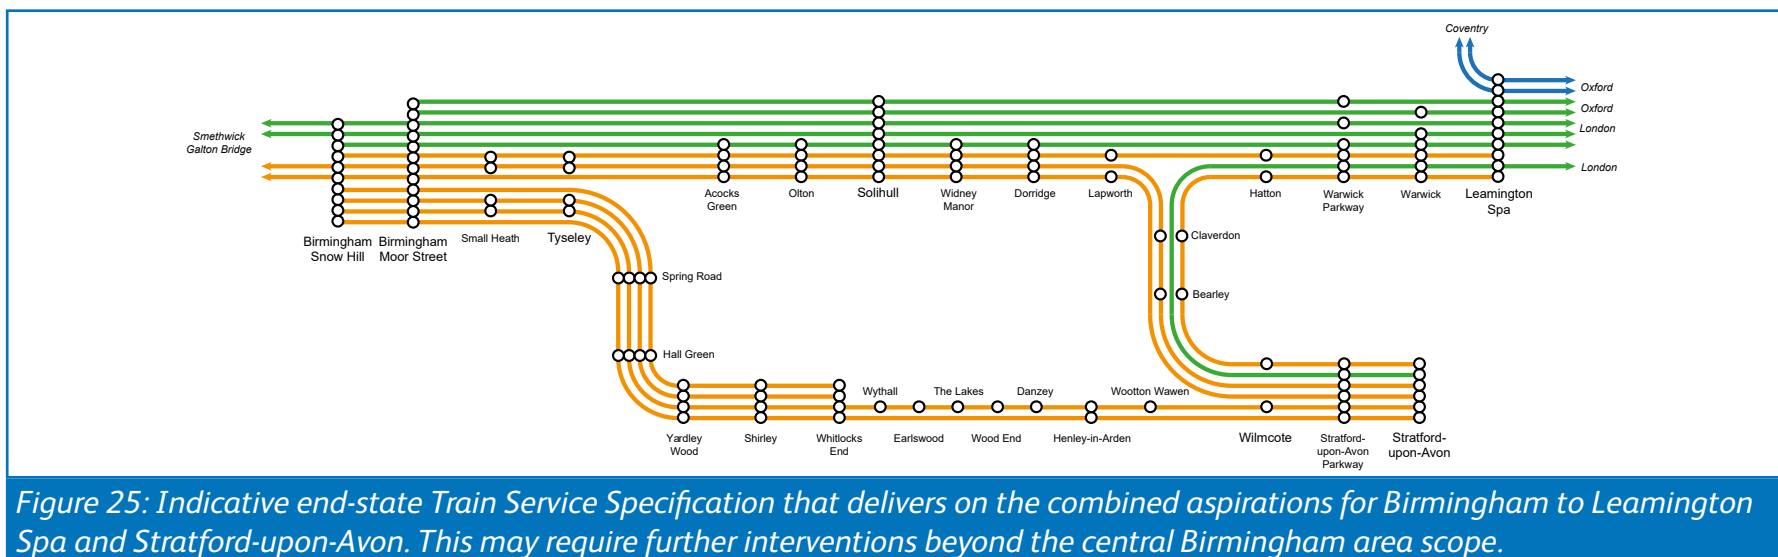 Coventry
Oxford
Oxford
London
London
Smethwick
Galton Bridge
Birmingham
Snow Hill
Birmingham
Moor Street
Small Heath
Tyseley
Acocks
Green
Olton
Solihull
Widney
Manor
Dorridge
Lapworth
Hatton
Warwick
Parkway
Warwick
Leamington
Spa
Claverdon
Spring Road
Bearley
Hall Green
Wythall
The Lakes
Danzey
Wootton Wawen
Yardley
Wood
Shirley
Whitlocks
End
Earlswood
Wood End
Henley-in-Arden
Wilmcote
Stratford-
upon-Avon
Parkway
Stratford-
upon-Avon
Figure 25: Indicative end-state Train Service Specification that delivers on the combined aspirations for Birmingham to Leamington
Spa and Stratford-upon-Avon. This may require further interventions beyond the central Birmingham area scope.